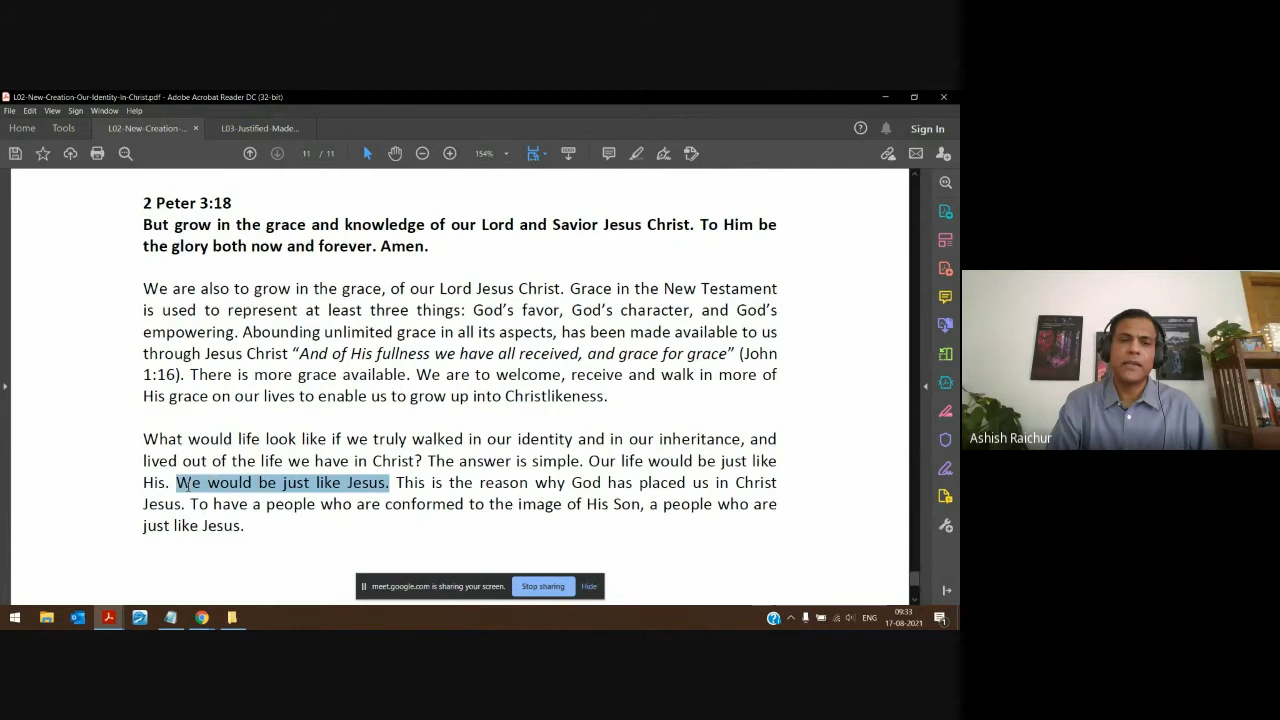 L02-New-Creation-Our-Identity-In-Christ.pdf - Adobe Acrobat Reader DC (32-bit)
File Edit View Sign Window Help
Home Tools L02-New-Creation-... × L03-Justified-Made... Sign In
11 / 11 154%
2 Peter 3:18
But grow in the grace and knowledge of our Lord and Savior Jesus Christ. To Him be
the glory both now and forever. Amen.
We are also to grow in the grace, of our Lord Jesus Christ. Grace in the New Testament
is used to represent at least three things: God’s favor, God’s character, and God’s
empowering. Abounding unlimited grace in all its aspects, has been made available to us
through Jesus Christ “And of His fullness we have all received, and grace for grace” (John
1:16). There is more grace available. We are to welcome, receive and walk in more of
His grace on our lives to enable us to grow up into Christlikeness.
What would life look like if we truly walked in our identity and in our inheritance, and
lived out of the life we have in Christ? The answer is simple. Our life would be just like
His. We would be just like Jesus. This is the reason why God has placed us in Christ
Jesus. To have a people who are conformed to the image of His Son, a people who are
just like Jesus.
meet.google.com is sharing your screen. Stop sharing Hide
ENG
09:33
17-08-2021
Ashish Raichur